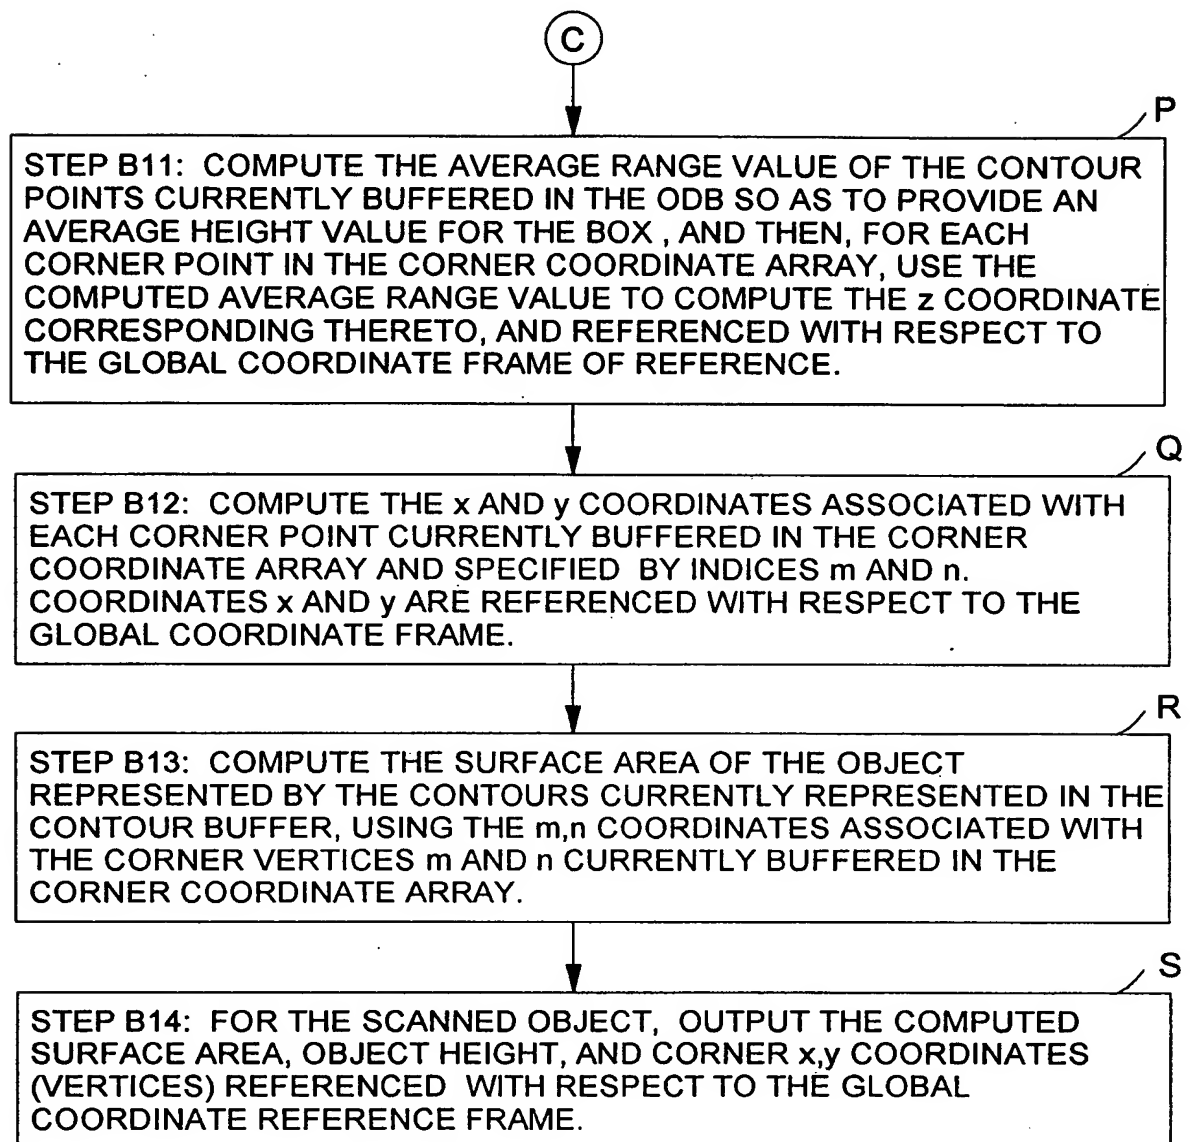 C
P
STEP B11: COMPUTE THE AVERAGE RANGE VALUE OF THE CONTOUR
POINTS CURRENTLY BUFFERED IN THE ODB SO AS TO PROVIDE AN
AVERAGE HEIGHT VALUE FOR THE BOX , AND THEN, FOR EACH
CORNER POINT IN THE CORNER COORDINATE ARRAY, USE THE
COMPUTED AVERAGE RANGE VALUE TO COMPUTE THE z COORDINATE
CORRESPONDING THERETO, AND REFERENCED WITH RESPECT TO
THE GLOBAL COORDINATE FRAME OF REFERENCE.
Q
STEP B12: COMPUTE THE x AND y COORDINATES ASSOCIATED WITH
EACH CORNER POINT CURRENTLY BUFFERED IN THE CORNER
COORDINATE ARRAY AND SPECIFIED BY INDICES m AND n.
COORDINATES x AND y ARE REFERENCED WITH RESPECT TO THE
GLOBAL COORDINATE FRAME.
R
STEP B13: COMPUTE THE SURFACE AREA OF THE OBJECT
REPRESENTED BY THE CONTOURS CURRENTLY REPRESENTED IN THE
CONTOUR BUFFER, USING THE m,n COORDINATES ASSOCIATED WITH
THE CORNER VERTICES m AND n CURRENTLY BUFFERED IN THE
CORNER COORDINATE ARRAY.
S
STEP B14: FOR THE SCANNED OBJECT, OUTPUT THE COMPUTED
SURFACE AREA, OBJECT HEIGHT, AND CORNER x,y COORDINATES
(VERTICES) REFERENCED WITH RESPECT TO THE GLOBAL
COORDINATE REFERENCE FRAME.